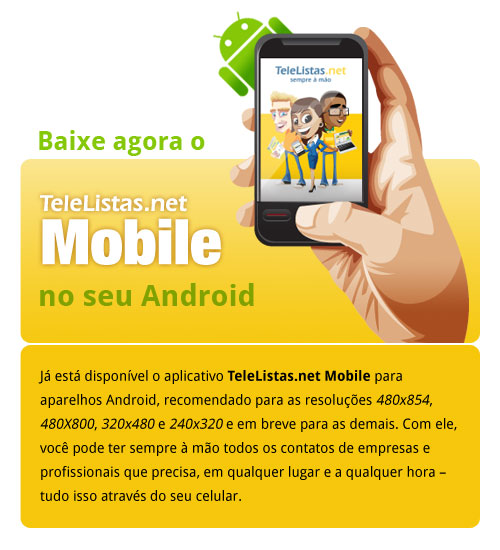 TeleListas.net
sempre à mão
Baixe agora o
TeleListas.net
Mobile
no seu Android
Já está disponível o aplicativo TeleListas.net Mobile para
aparelhos Android, recomendado para as resoluções 480x854,
480X800, 320x480 e 240x320 e em breve para as demais. Com ele,
você pode ter sempre à mão todos os contatos de empresas e
profissionais que precisa, em qualquer lugar e a qualquer hora –
tudo isso através do seu celular.